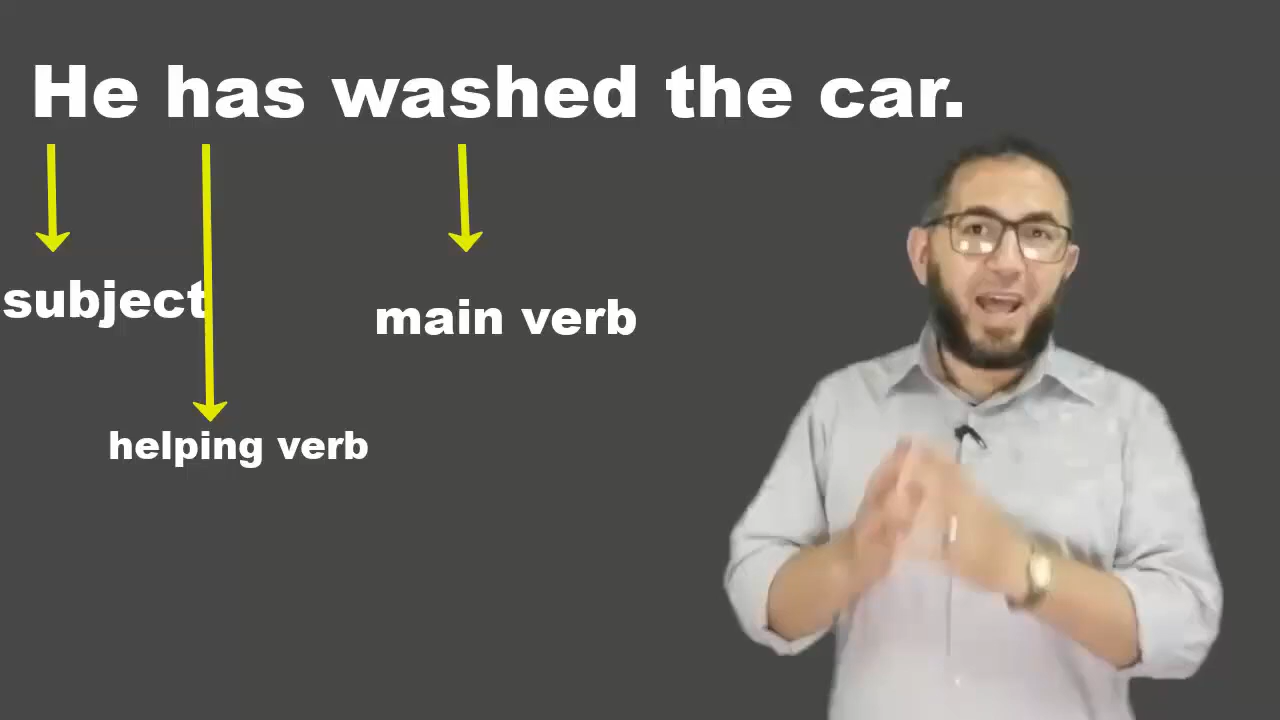 He has washed the car.
subject
main verb
helping verb